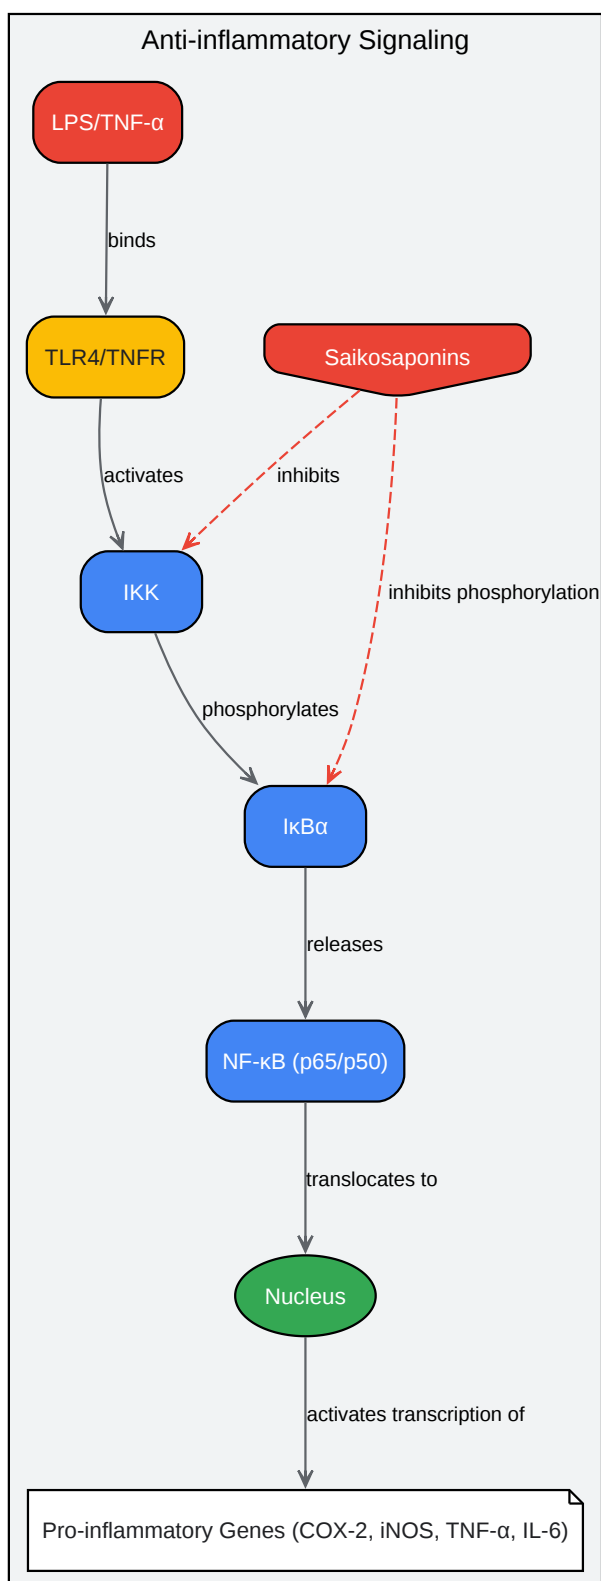 Anti-inflammatory Signaling
LPS/TNF-α
binds
TLR4/TNFR
Saikosaponins
activates
inhibits
IKK
inhibits phosphorylation
phosphorylates
IκBα
releases
NF-κB (p65/p50)
translocates to
Nucleus
activates transcription of
Pro-inflammatory Genes (COX-2, iNOS, TNF-α, IL-6)